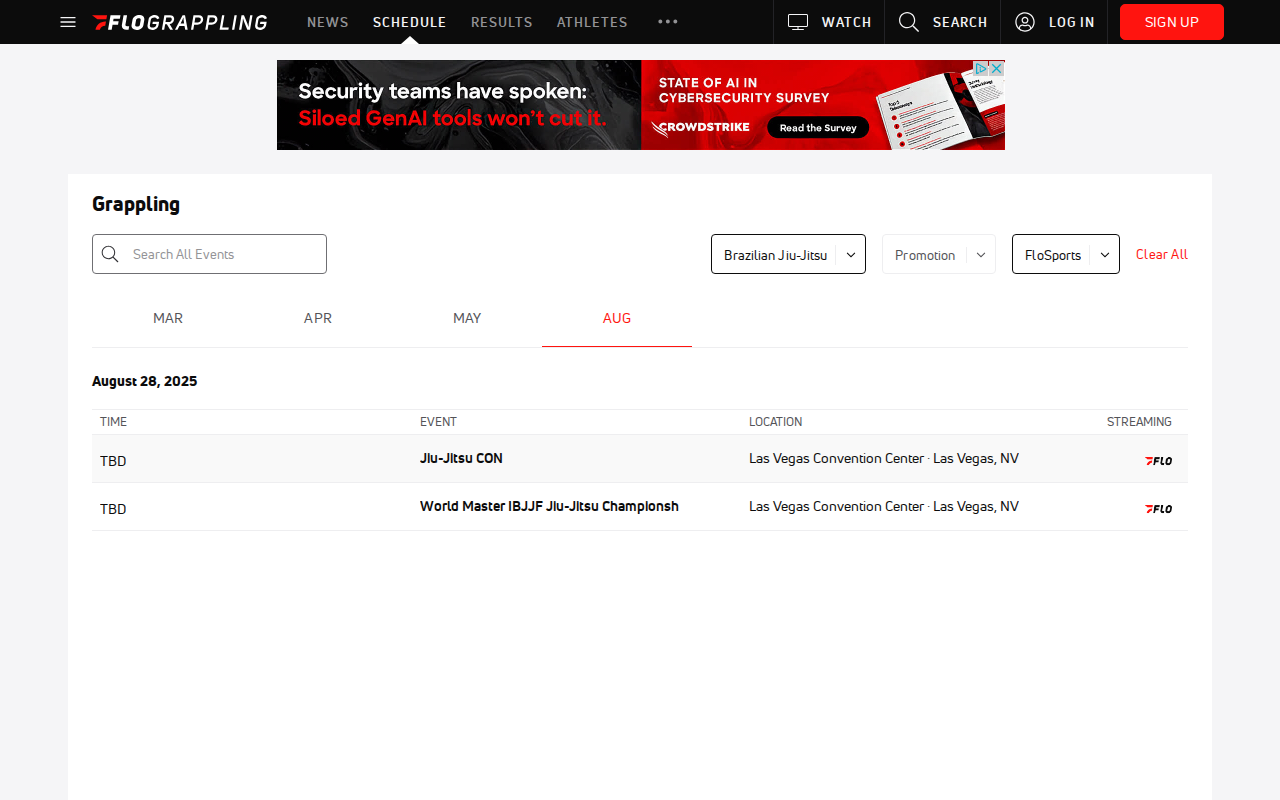 FLOGRAPPLING NEWS SCHEDULE RESULTS ATHLETES WATCH SEARCH LOG IN SIGN UP
Security teams have spoken:
Siloed GenAI tools won't cut it.
STATE OF AI IN
CYBERSECURITY SURVEY
CROWDSTRIKE Read the Survey
Grappling
Search All Events Brazilian Jiu-Jitsu Promotion FloSports Clear All
MAR APR MAY AUG
August 28, 2025
TIME EVENT LOCATION STREAMING
TBD Jiu-Jitsu CON Las Vegas Convention Center · Las Vegas, NV FLO
TBD World Master IBJJF Jiu-Jitsu Championsh Las Vegas Convention Center · Las Vegas, NV FLO